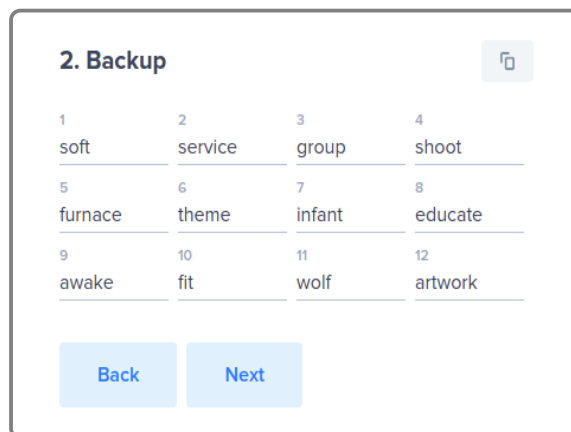 2. Backup
1 2 3 4
soft service group shoot
5 6 7 8
furnace theme infant educate
9 10 11 12
awake fit wolf artwork
Back Next